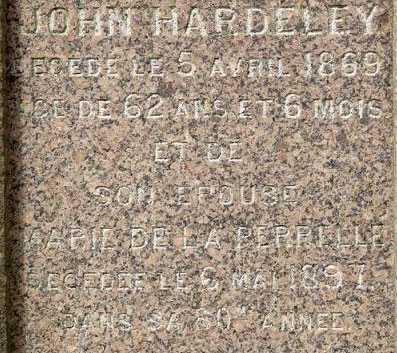 JOHN HARDELEY
DECEDE LE 5 AVRIL 1869
AGE DE 62 ANS ET 6 MOIS
ET DE
SON EPOUSE
MARIE DE LA PERRELLE
DECEDEE LE 6 MAI 1897.
DANS SA 80ME ANNEE.